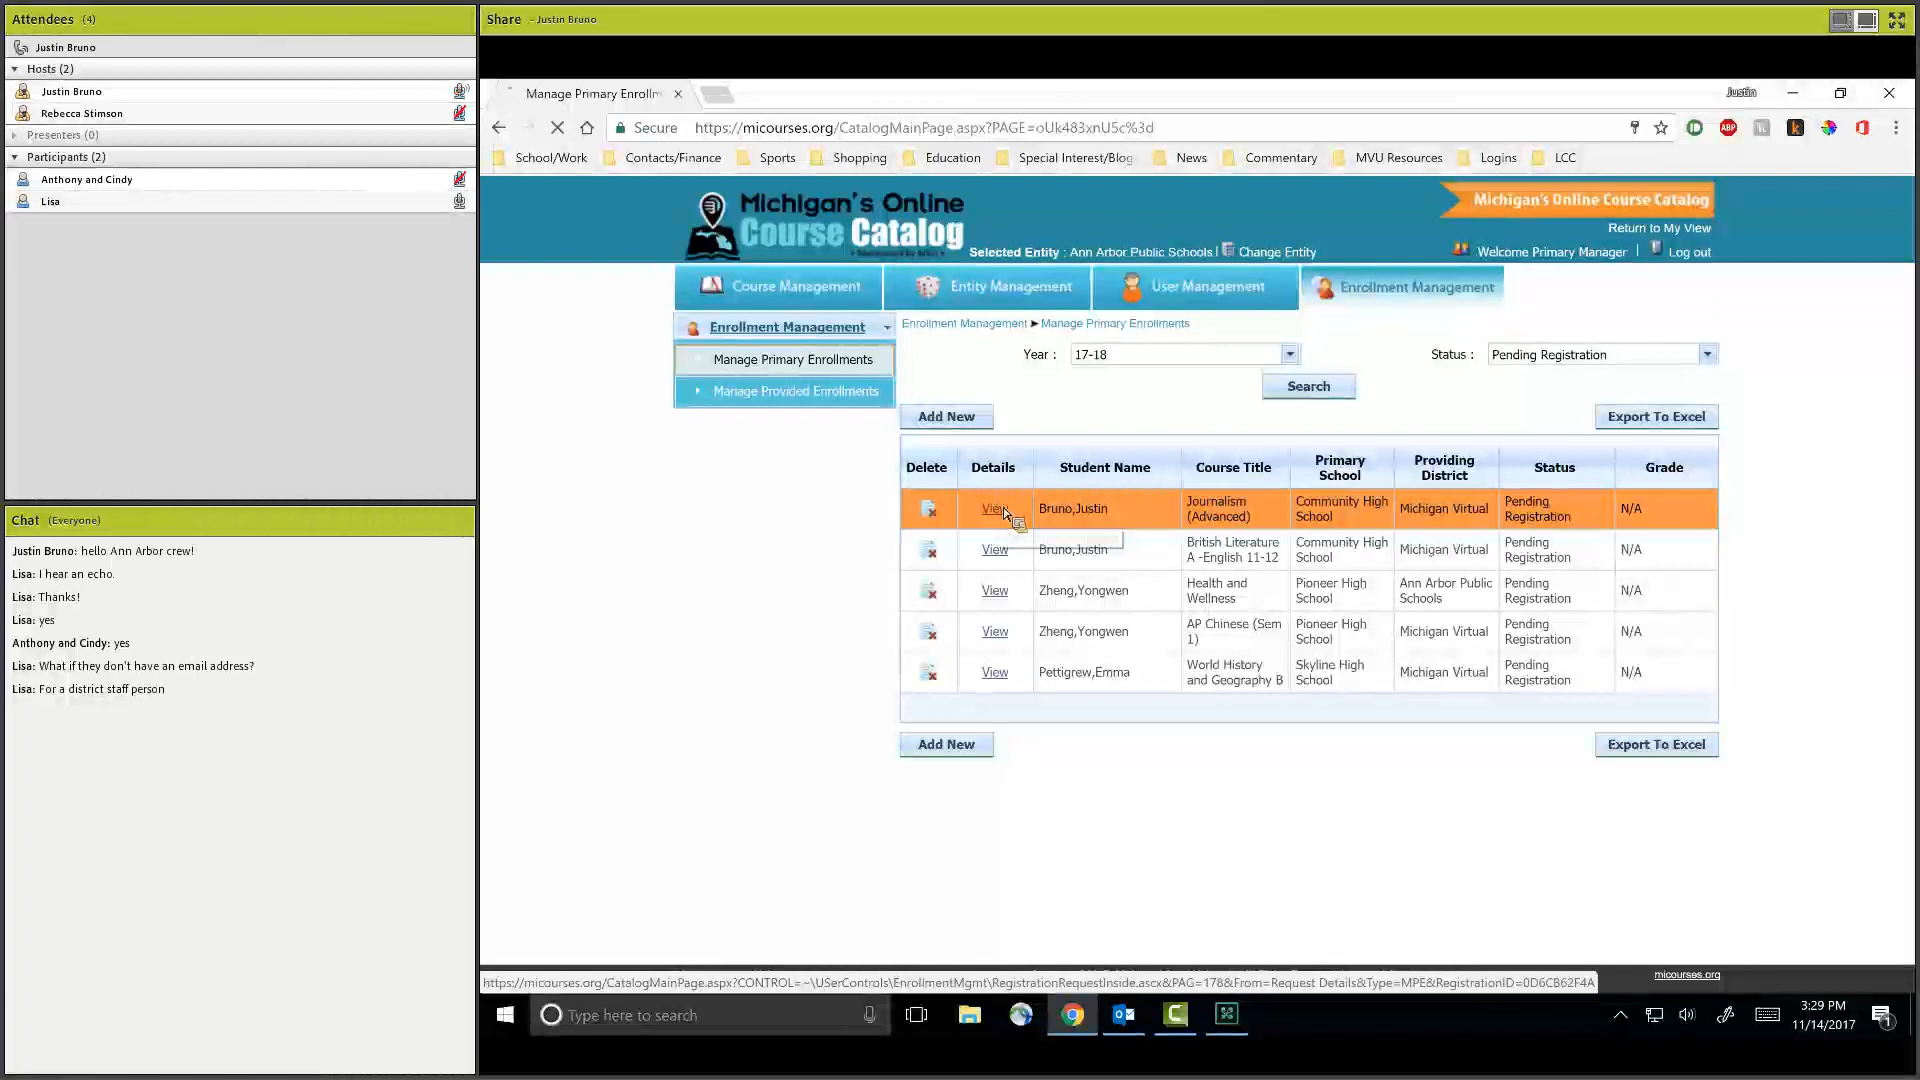 Attendees (4)
Justin Bruno
Hosts (2)
Justin Bruno
Rebecca Stimson
Presenters (0)
Participants (2)
Anthony and Cindy
Lisa
Chat (Everyone)
Justin Bruno: hello Ann Arbor crew!
Lisa: I hear an echo.
Lisa: Thanks!
Lisa: yes
Anthony and Cindy: yes
Lisa: What if they don't have an email address?
Lisa: For a district staff person
Share - Justin Bruno
Manage Primary Enrollm
Justin
Secure https://micourses.org/CatalogMainPage.aspx?PAGE=oUk483xnU5c%3d
ABP
School/Work Contacts/Finance Sports Shopping Education Special Interest/Blog News Commentary MVU Resources Logins LCC
Michigan's Online
Course Catalog
Michigan's Online Course Catalog
Return to My View
Selected Entity : Ann Arbor Public Schools | Change Entity
Welcome Primary Manager | Log out
Course Management Entity Management User Management Enrollment Management
Enrollment Management
Manage Primary Enrollments
Manage Provided Enrollments
Enrollment Management ► Manage Primary Enrollments
Year : 17-18 Status : Pending Registration
Search
Add New Export To Excel
Delete Details Student Name Course Title Primary School Providing District Status Grade
View Bruno,Justin Journalism (Advanced) Community High School Michigan Virtual Pending Registration N/A
View Bruno,Justin British Literature A -English 11-12 Community High School Michigan Virtual Pending Registration N/A
View Zheng,Yongwen Health and Wellness Pioneer High School Ann Arbor Public Schools Pending Registration N/A
View Zheng,Yongwen AP Chinese (Sem 1) Pioneer High School Michigan Virtual Pending Registration N/A
View Pettigrew,Emma World History and Geography B Skyline High School Michigan Virtual Pending Registration N/A
Add New Export To Excel
micourses.org
https://micourses.org/CatalogMainPage.aspx?CONTROL=~\USerControls\EnrollmentMgmt\RegistrationRequestInside.ascx&PAG=178&From=Request Details&Type=MPE&RegistrationID=0D6CB62F4A
Type here to search
3:29 PM
11/14/2017
1